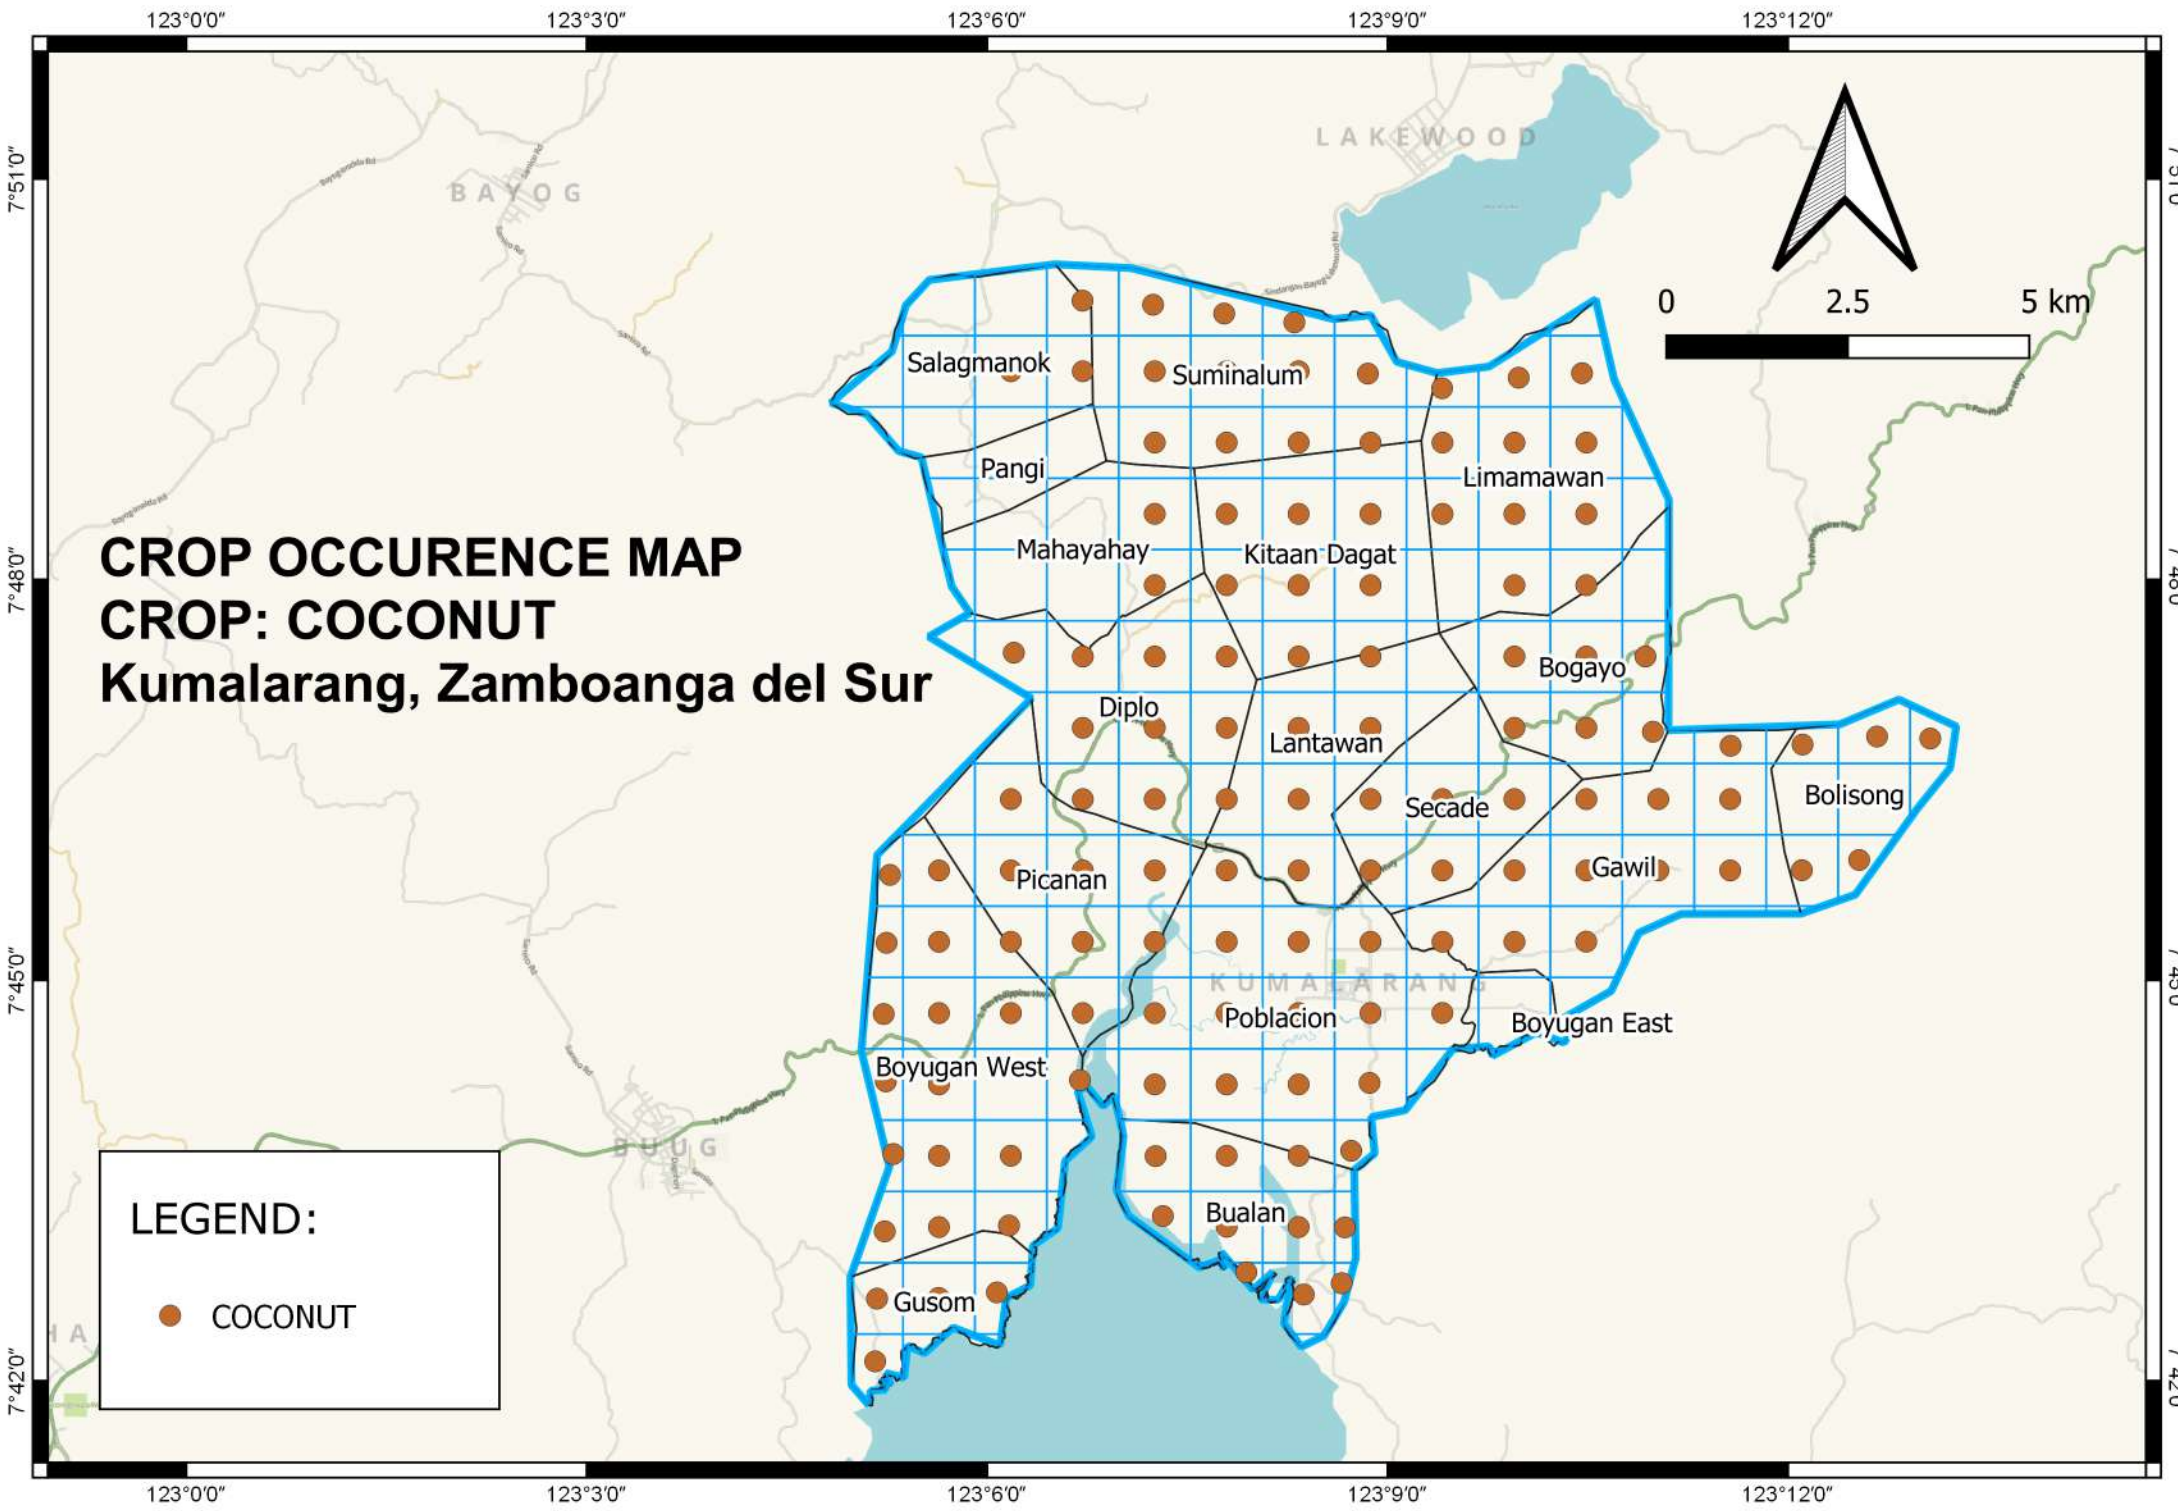 123°0′0″ 123°3′0″ 123°6′0″ 123°9′0″ 123°12′0″
LAKEWOOD
7°51′0″
BAYOG
0 2.5 5 km
Salagmanok
Suminalum
Pangi
Limamawan
CROP OCCURENCE MAP
Mahayahay
Kitaan Dagat
7°48′0″
CROP: COCONUT
Kumalarang, Zamboanga del Sur
Bogayo
Diplo
Lantawan
Bolisong
Secade
Gawil
Picanan
7°45′0″
KUMALARANG
Poblacion
Boyugan East
Boyugan West
BUUG
LEGEND:
Bualan
Gusom
COCONUT
7°42′0″
123°0′0″ 123°3′0″ 123°6′0″ 123°9′0″ 123°12′0″